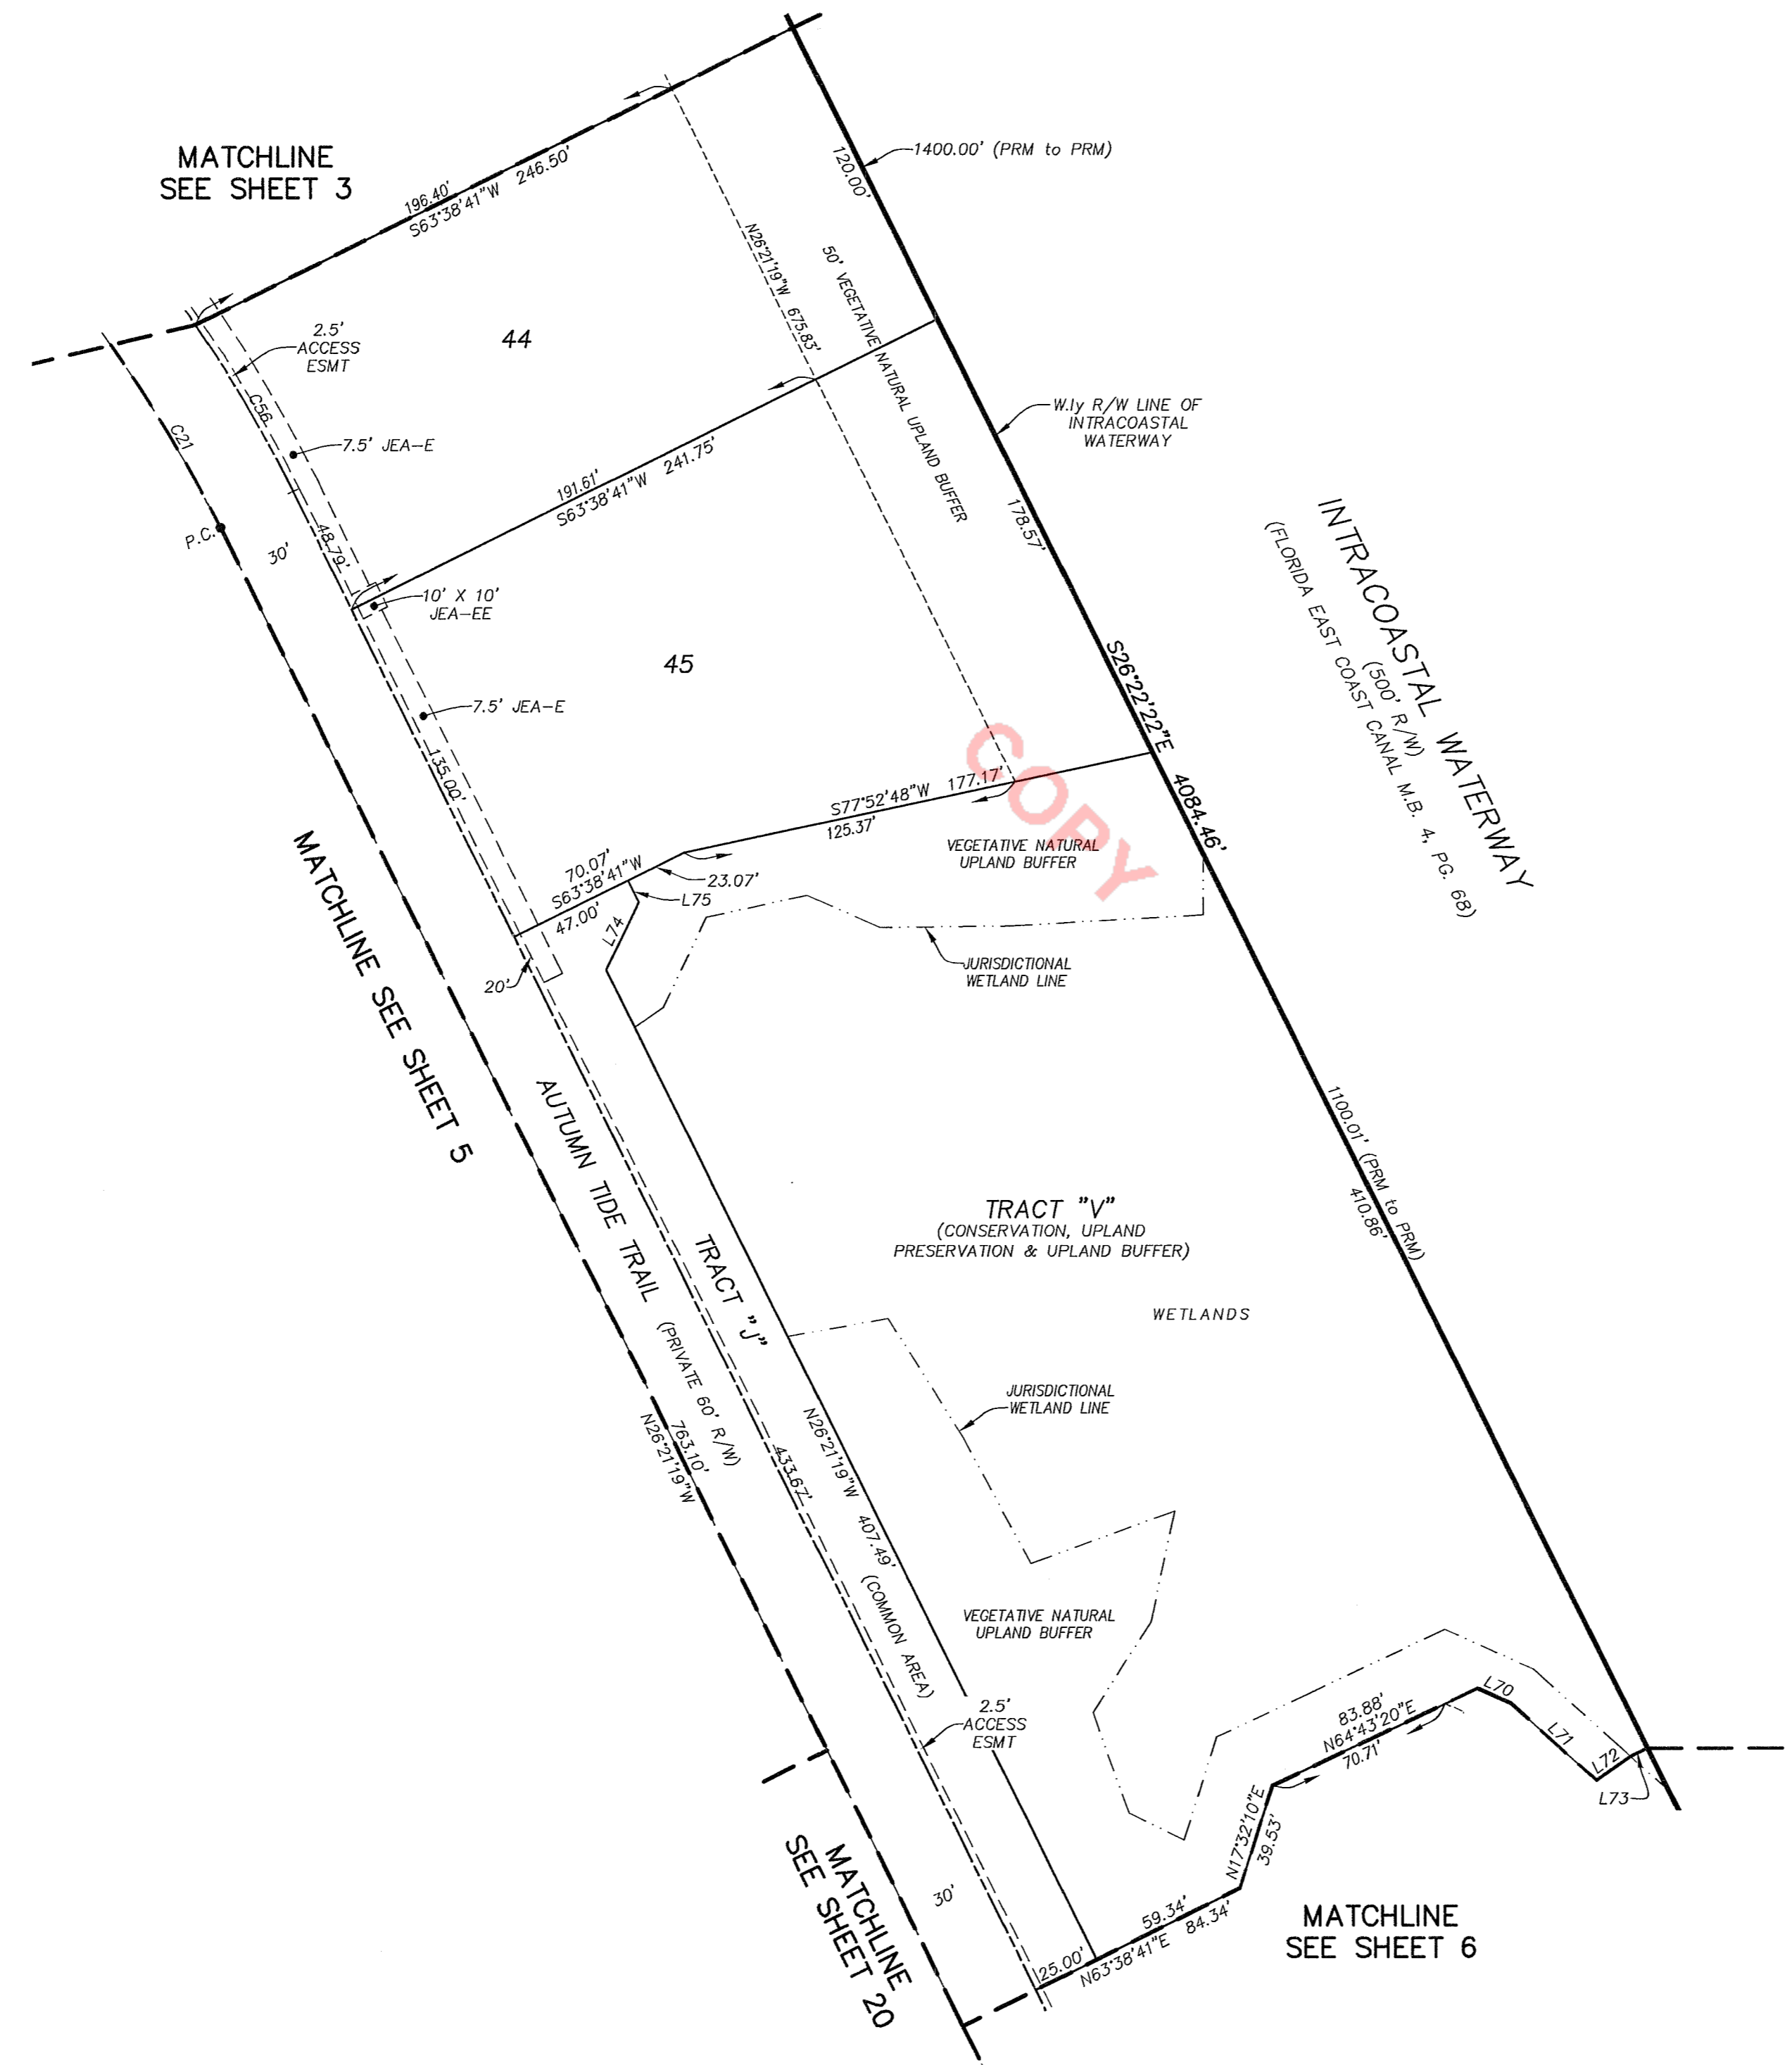 MATCHLINE
SEE SHEET 3
196.40'
S63°38'41"W 246.50'
120.00'
1400.00' (PRM to PRM)
N26°21'19"W 675.83'
50' VEGETATIVE NATURAL UPLAND BUFFER
2.5'
ACCESS
ESMT
44
C56
C21
7.5' JEA-E
W.ly R/W LINE OF
INTRACOASTAL
WATERWAY
191.61'
S63°38'41"W 241.75'
178.57'
P.C.
30'
48.79'
10' X 10'
JEA-EE
INTRACOASTAL WATERWAY
(500' R/W)
(FLORIDA EAST COAST CANAL M.B. 4, PG. 68)
45
7.5' JEA-E
S26°22'22"E 4084.46'
135.00'
S77°52'48"W 177.17'
125.37'
COPY
VEGETATIVE NATURAL
UPLAND BUFFER
70.07'
S63°38'41"W
47.00'
23.07'
L75
L74
JURISDICTIONAL
WETLAND LINE
20'
MATCHLINE SEE SHEET 5
AUTUMN TIDE TRAIL (PRIVATE 60' R/W)
TRACT "J"
1100.01' (PRM to PRM)
410.86'
TRACT "V"
(CONSERVATION, UPLAND
PRESERVATION & UPLAND BUFFER)
WETLANDS
JURISDICTIONAL
WETLAND LINE
763.10'
N26°21'19"W
433.67'
N26°21'19"W 407.49'
(COMMON AREA)
VEGETATIVE NATURAL
UPLAND BUFFER
2.5'
ACCESS
ESMT
83.88'
N64°43'20"E
70.71'
L70
L71
L72
L73
N17°32'10"E
39.53'
MATCHLINE
SEE SHEET 20
30'
59.34'
25.00'
N63°38'41"E 84.34'
MATCHLINE
SEE SHEET 6